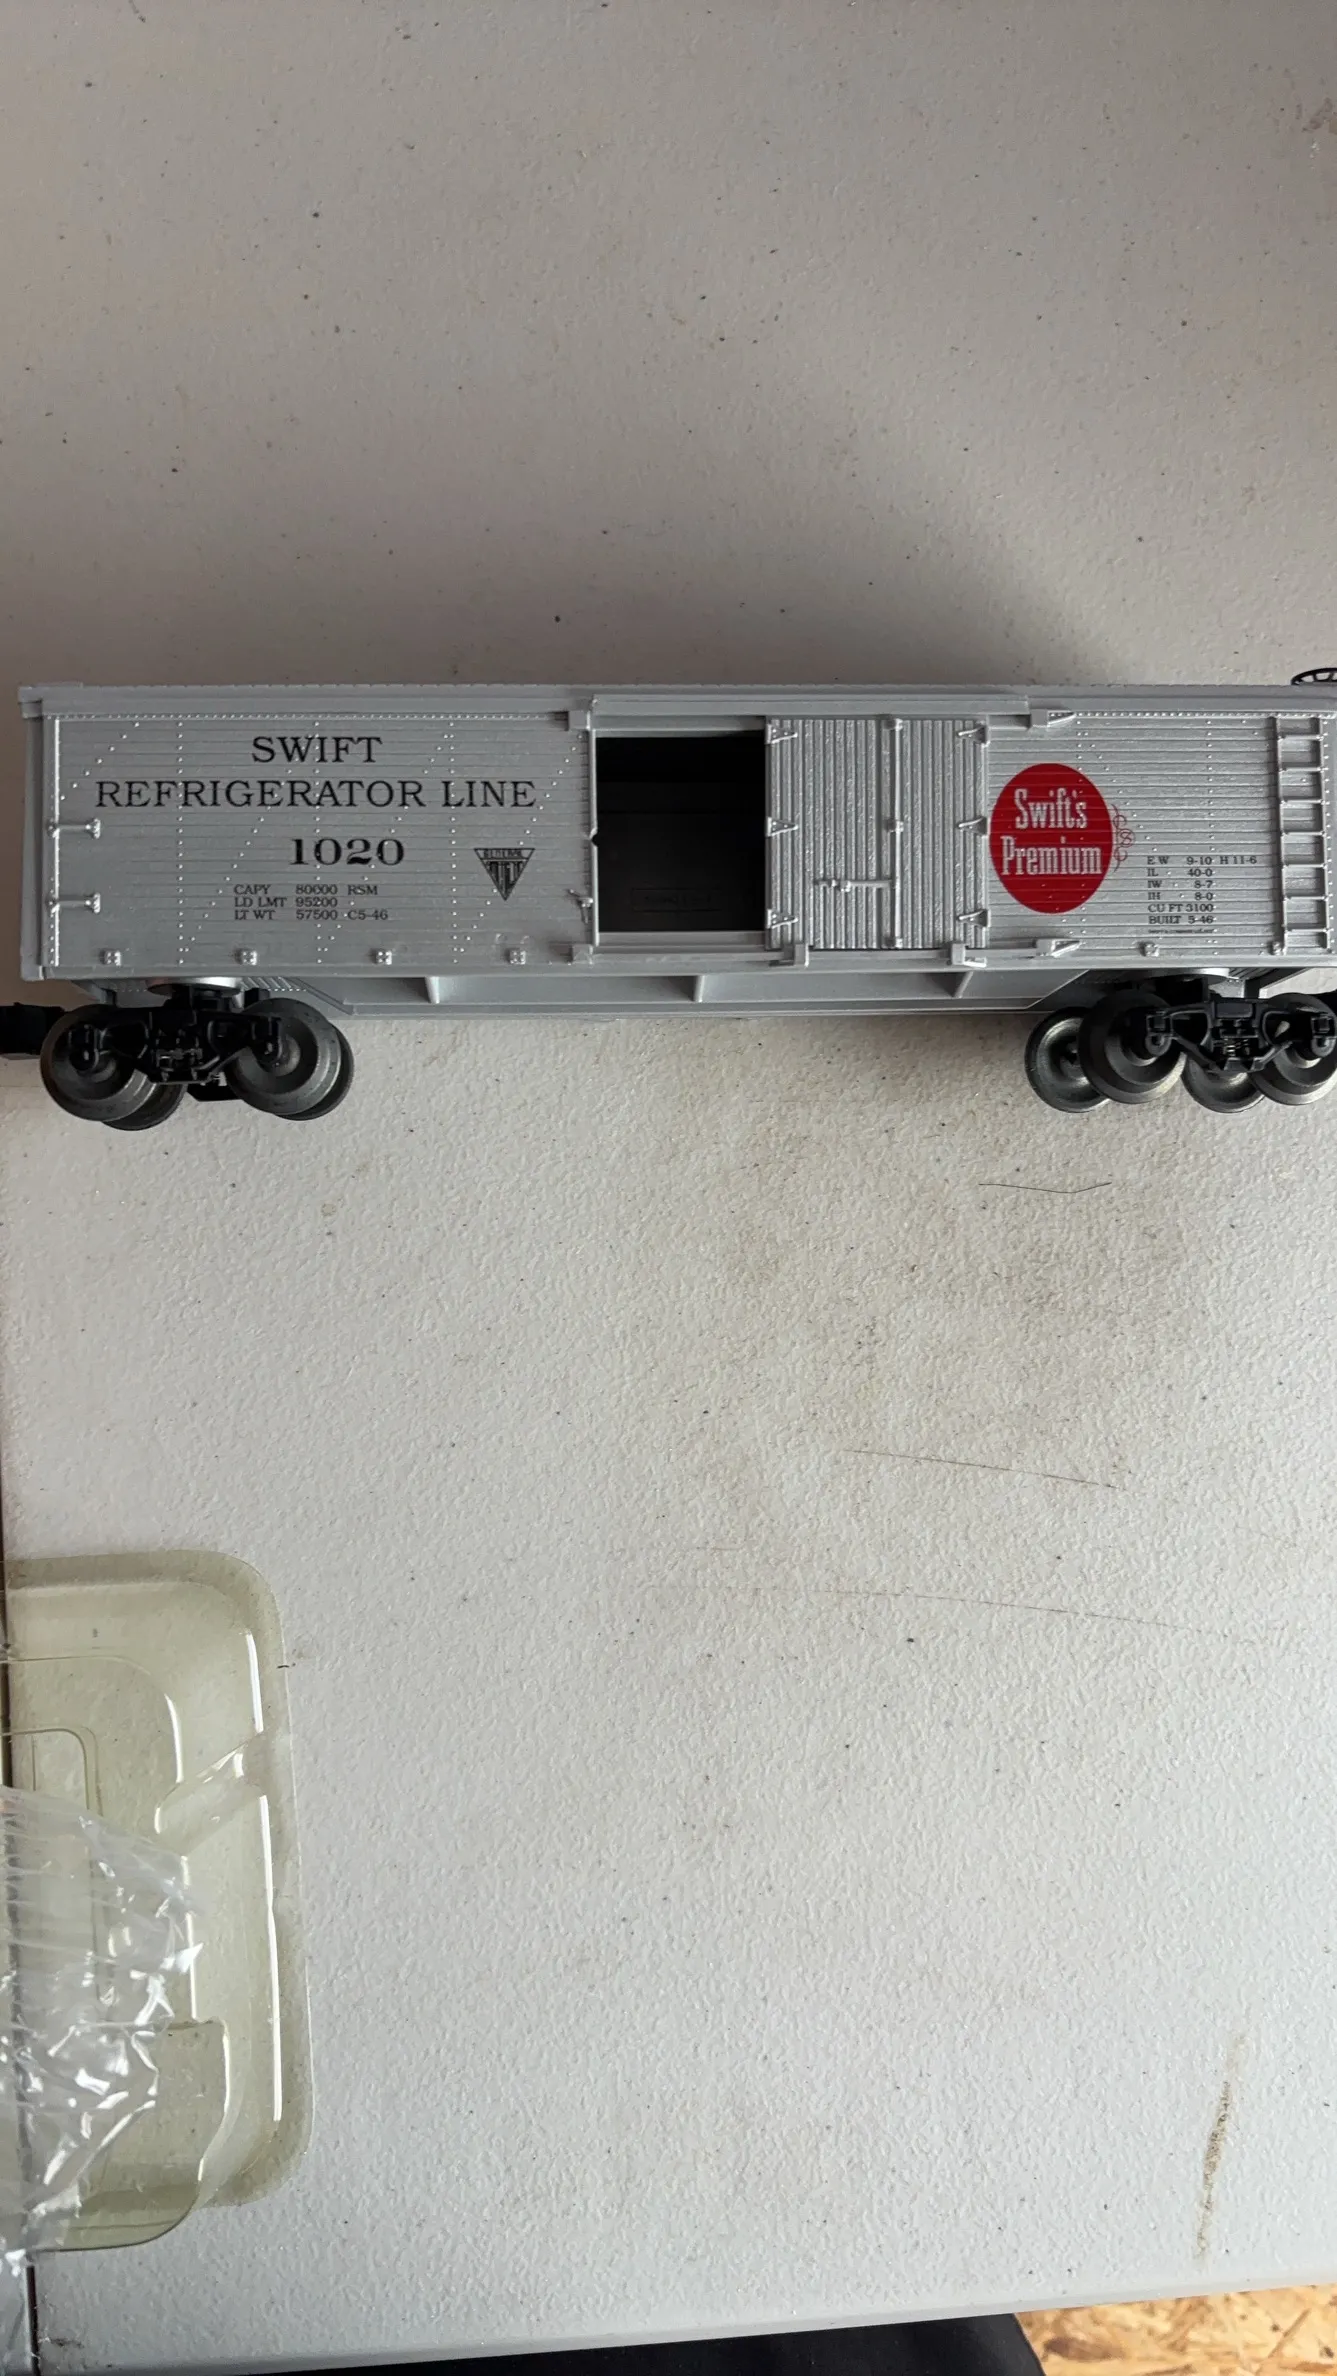 SWIFT
REFRIGERATOR LINE
1020
CAPY 80000 RSM
LD LMT 95200
LT WT 57500 C5-46
Swift's
Premium
E W 9-10 H 11-6
IL 40-0
IW 8-7
IH 8-0
CU FT 3100
BUILT 5-46